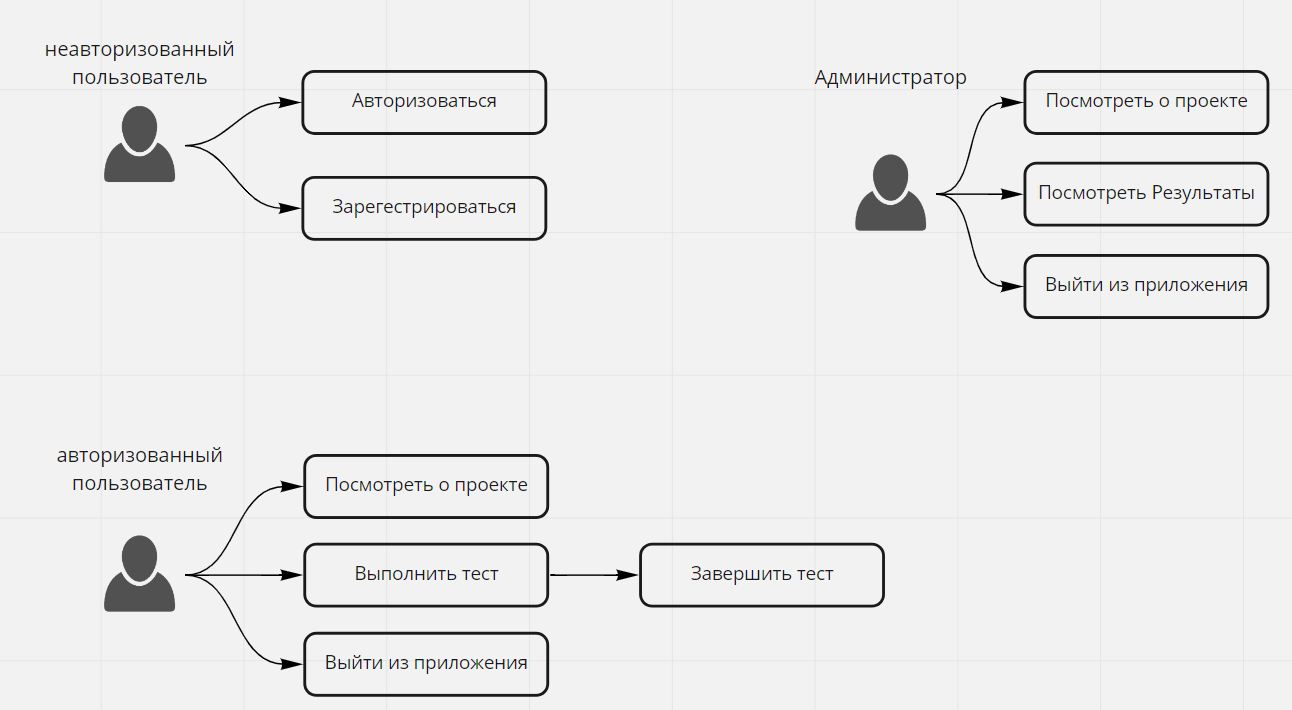 неавторизованный
пользователь
Авторизоваться
Зарегестрироваться
Администратор
Посмотреть о проекте
Посмотреть Результаты
Выйти из приложения
авторизованный
пользователь
Посмотреть о проекте
Выполнить тест
Завершить тест
Выйти из приложения